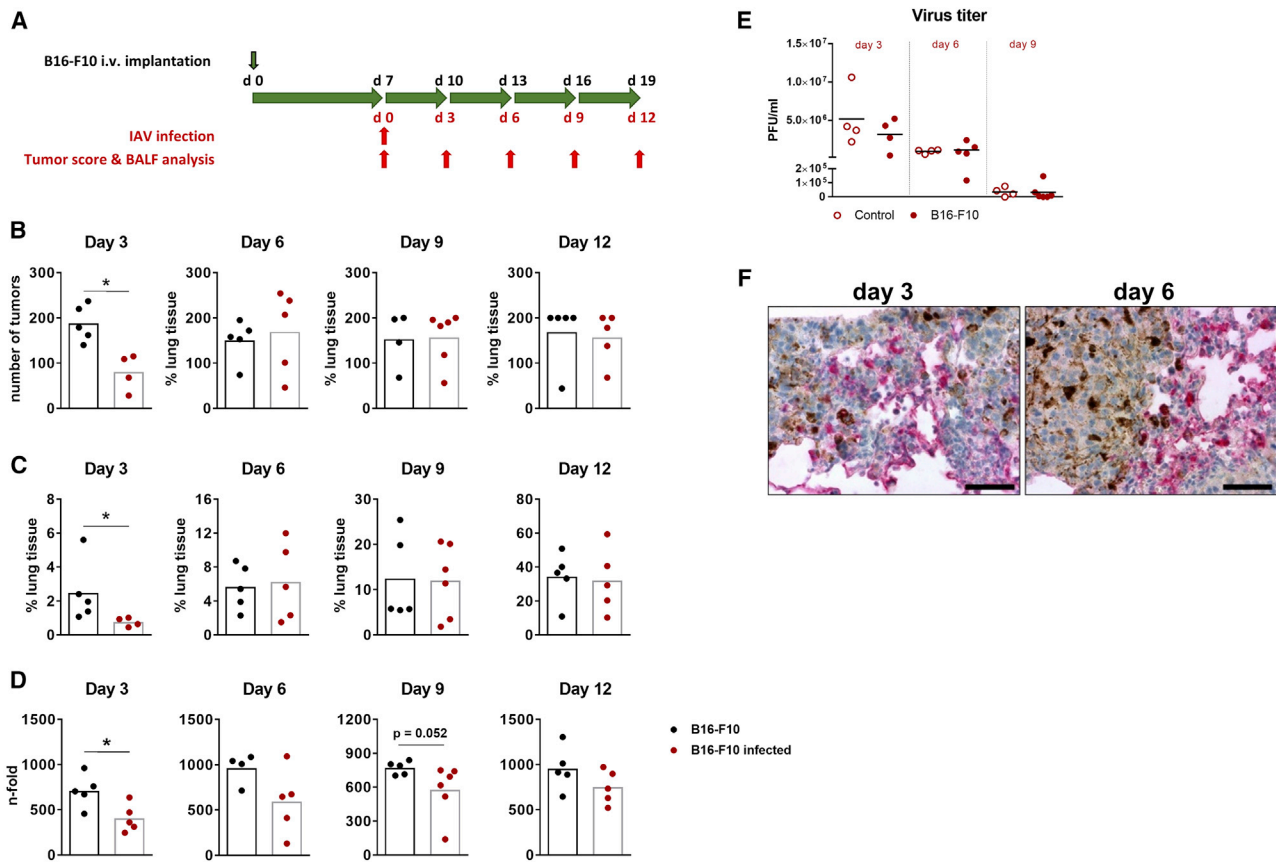 A
B16-F10 i.v. implantation
d 0 d 7 d 10 d 13 d 16 d 19
d 0 d 3 d 6 d 9 d 12
IAV infection
Tumor score & BALF analysis
B
Day 3 Day 6 Day 9 Day 12
number of tumors
300
200
100
0
*
% lung tissue
300
200
100
0
% lung tissue
300
200
100
0
% lung tissue
300
200
100
0
C
Day 3 Day 6 Day 9 Day 12
% lung tissue
8
6
4
2
0
*
% lung tissue
16
12
8
4
0
% lung tissue
30
20
10
0
% lung tissue
80
60
40
20
0
D
Day 3 Day 6 Day 9 Day 12
n-fold
1500
1000
500
0
*
1500
1000
500
0
1200
900
600
300
0
p = 0.052
1500
1000
500
0
B16-F10
B16-F10 infected
E
Virus titer
day 3 day 6 day 9
PFU/ml
1.5×10⁷
1.0×10⁷
5.0×10⁶
2×10⁵
1×10⁵
0
Control B16-F10
F
day 3 day 6